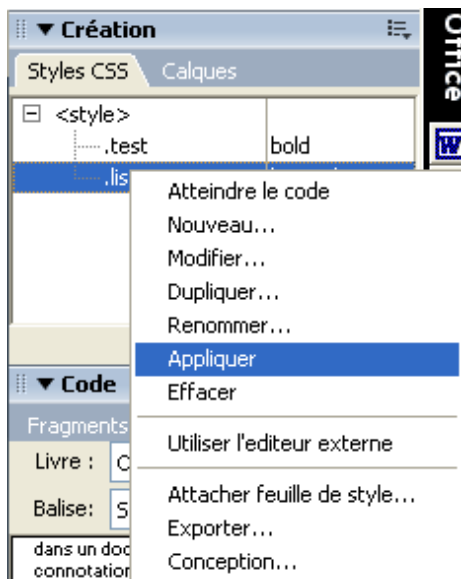 Création
Office
Styles CSS Calques
<style>
.test bold
.lis
W
Atteindre le code
Nouveau...
Modifier...
Dupliquer...
Renommer...
Appliquer
Effacer
Utiliser l'editeur externe
Attacher feuille de style...
Exporter...
Conception...
Code
Fragments
Livre :
Balise: S
dans un doc
connotation